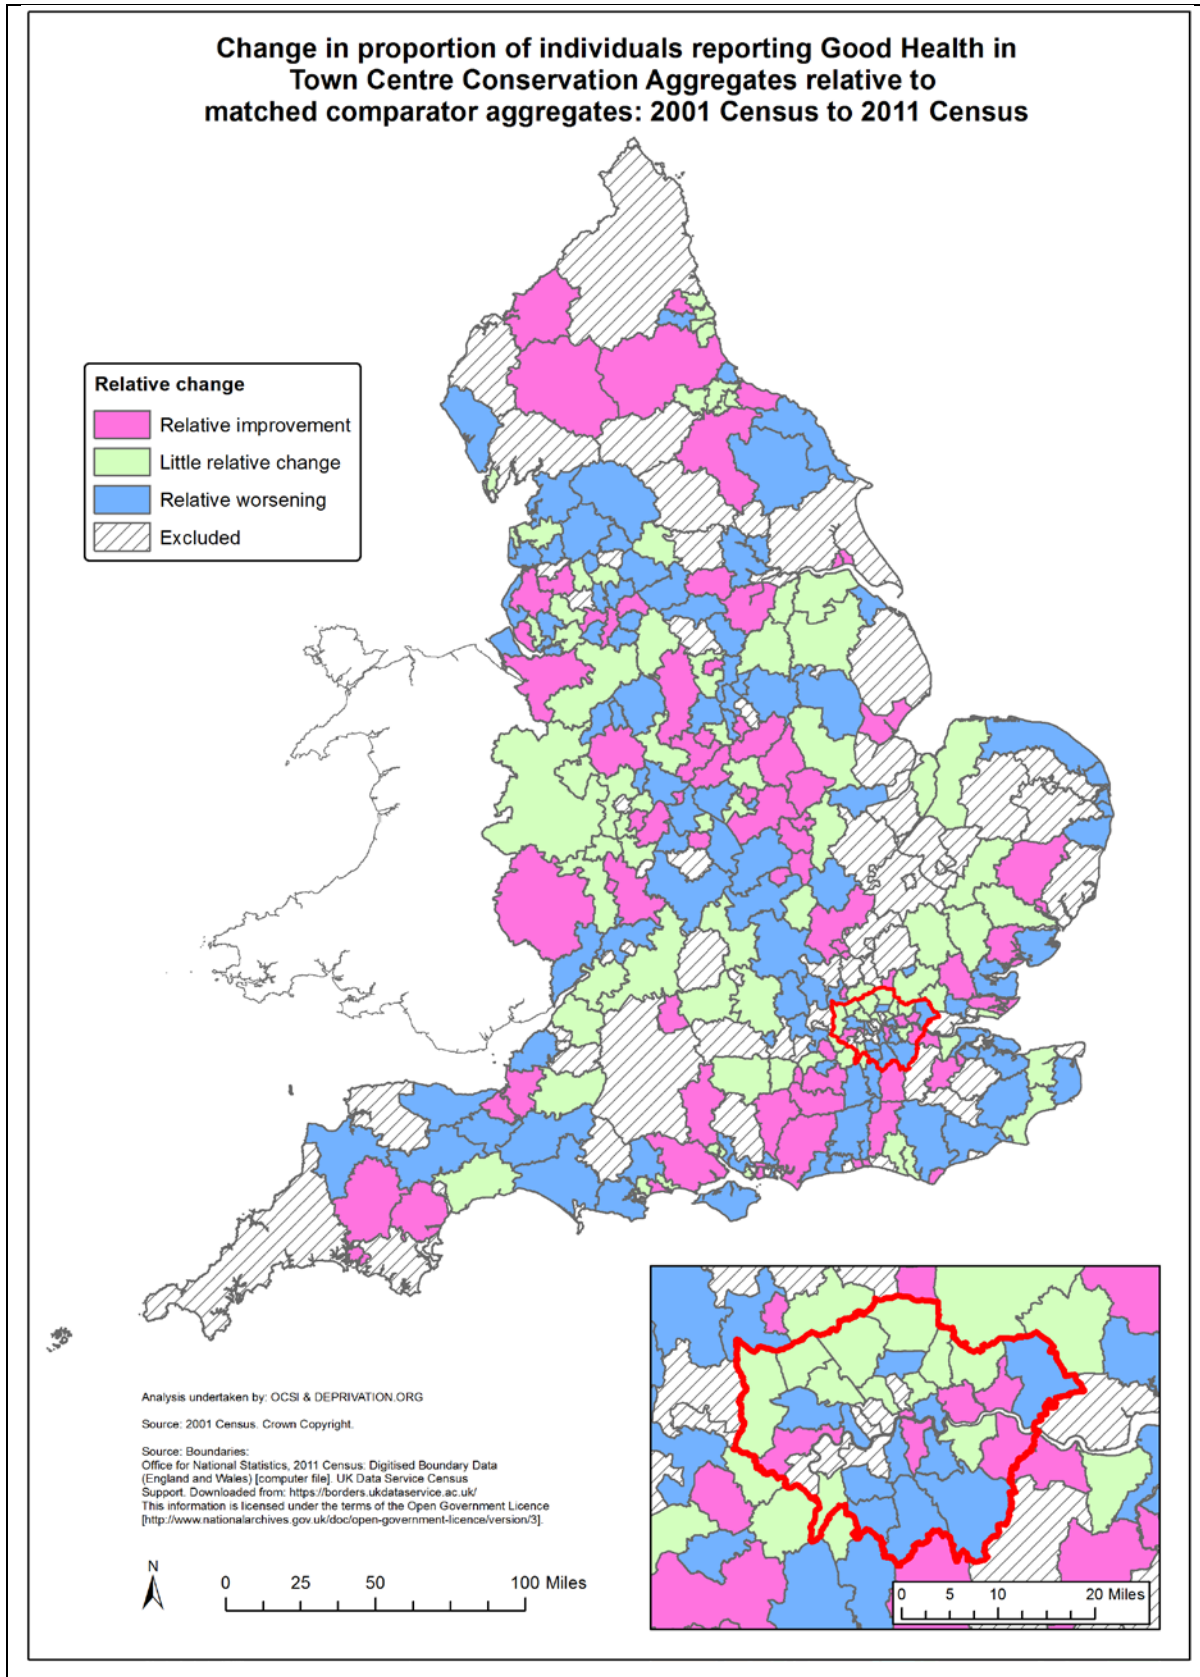 Change in proportion of individuals reporting Good Health in
Town Centre Conservation Aggregates relative to
matched comparator aggregates: 2001 Census to 2011 Census
Relative change
Relative improvement
Little relative change
Relative worsening
Excluded
Analysis undertaken by: OCSI & DEPRIVATION.ORG
Source: 2001 Census. Crown Copyright.
Source: Boundaries:
Office for National Statistics, 2011 Census: Digitised Boundary Data
(England and Wales) [computer file]. UK Data Service Census
Support. Downloaded from: https://borders.ukdataservice.ac.uk/
This information is licensed under the terms of the Open Government Licence
[http://www.nationalarchives.gov.uk/doc/open-government-licence/version/3].
N
0 25 50 100 Miles
0 5 10 20 Miles